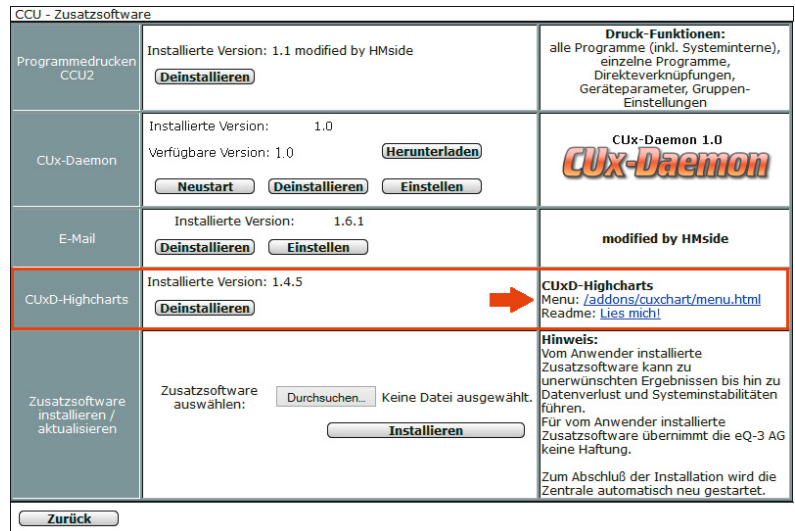 CCU - Zusatzsoftware
Programmedrucken
CCU2
Installierte Version: 1.1 modified by HMside
Deinstallieren
Druck-Funktionen:
alle Programme (inkl. Systeminterne),
einzelne Programme,
Direkteverknüpfungen,
Geräteparameter, Gruppen-
Einstellungen
CUx-Daemon
Installierte Version: 1.0
Verfügbare Version: 1.0
Herunterladen
Neustart Deinstallieren Einstellen
CUx-Daemon 1.0
CUx-Daemon
E-Mail
Installierte Version: 1.6.1
Deinstallieren Einstellen
modified by HMside
CUxD-Highcharts
Installierte Version: 1.4.5
Deinstallieren
CUxD-Highcharts
Menu: /addons/cuxchart/menu.html
Readme: Lies mich!
Zusatzsoftware
installieren /
aktualisieren
Zusatzsoftware
auswählen:
Durchsuchen... Keine Datei ausgewählt.
Installieren
Hinweis:
Vom Anwender installierte
Zusatzsoftware kann zu
unerwünschten Ergebnissen bis hin zu
Datenverlust und Systeminstabilitäten
führen.
Für vom Anwender installierte
Zusatzsoftware übernimmt die eQ-3 AG
keine Haftung.
Zum Abschluß der Installation wird die
Zentrale automatisch neu gestartet.
Zurück